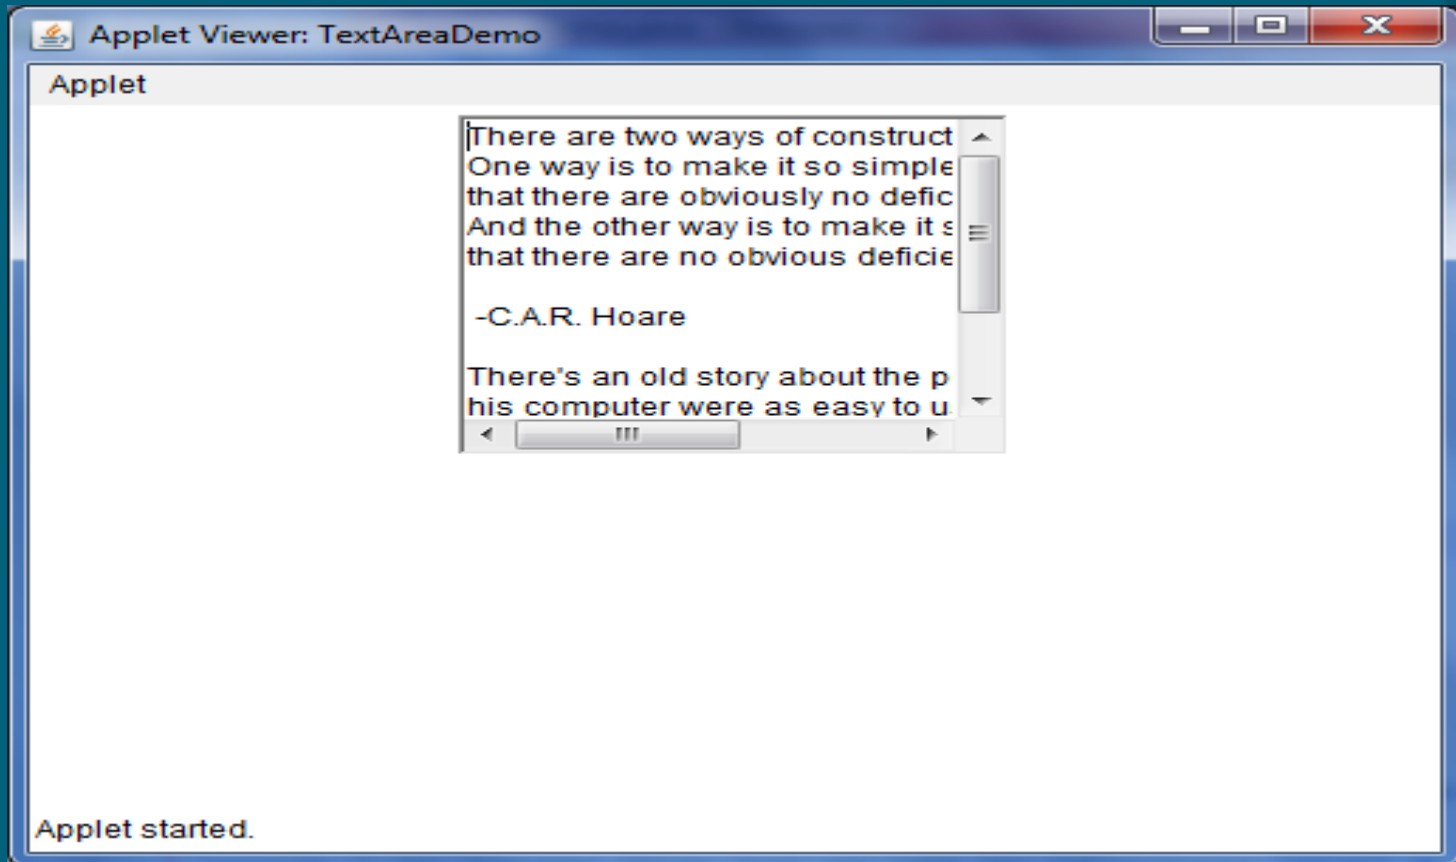 Applet Viewer: TextAreaDemo
Applet
There are two ways of construct
One way is to make it so simple
that there are obviously no defic
And the other way is to make it s
that there are no obvious deficie
-C.A.R. Hoare
There's an old story about the p
his computer were as easy to u
Applet started.